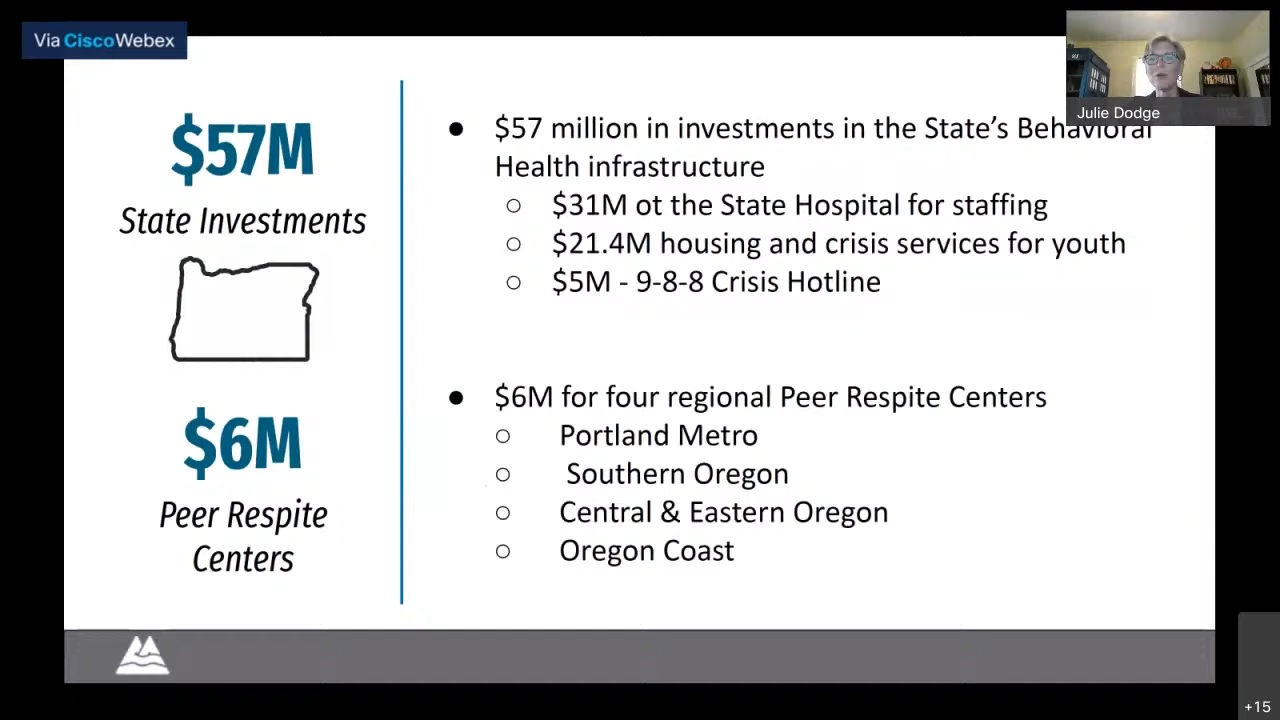 Via CiscoWebex
Julie Dodge
$57M
State Investments
$6M
Peer Respite
Centers
● $57 million in investments in the State's Behavioral
Health infrastructure
○ $31M ot the State Hospital for staffing
○ $21.4M housing and crisis services for youth
○ $5M - 9-8-8 Crisis Hotline
● $6M for four regional Peer Respite Centers
○ Portland Metro
○ Southern Oregon
○ Central & Eastern Oregon
○ Oregon Coast
+15